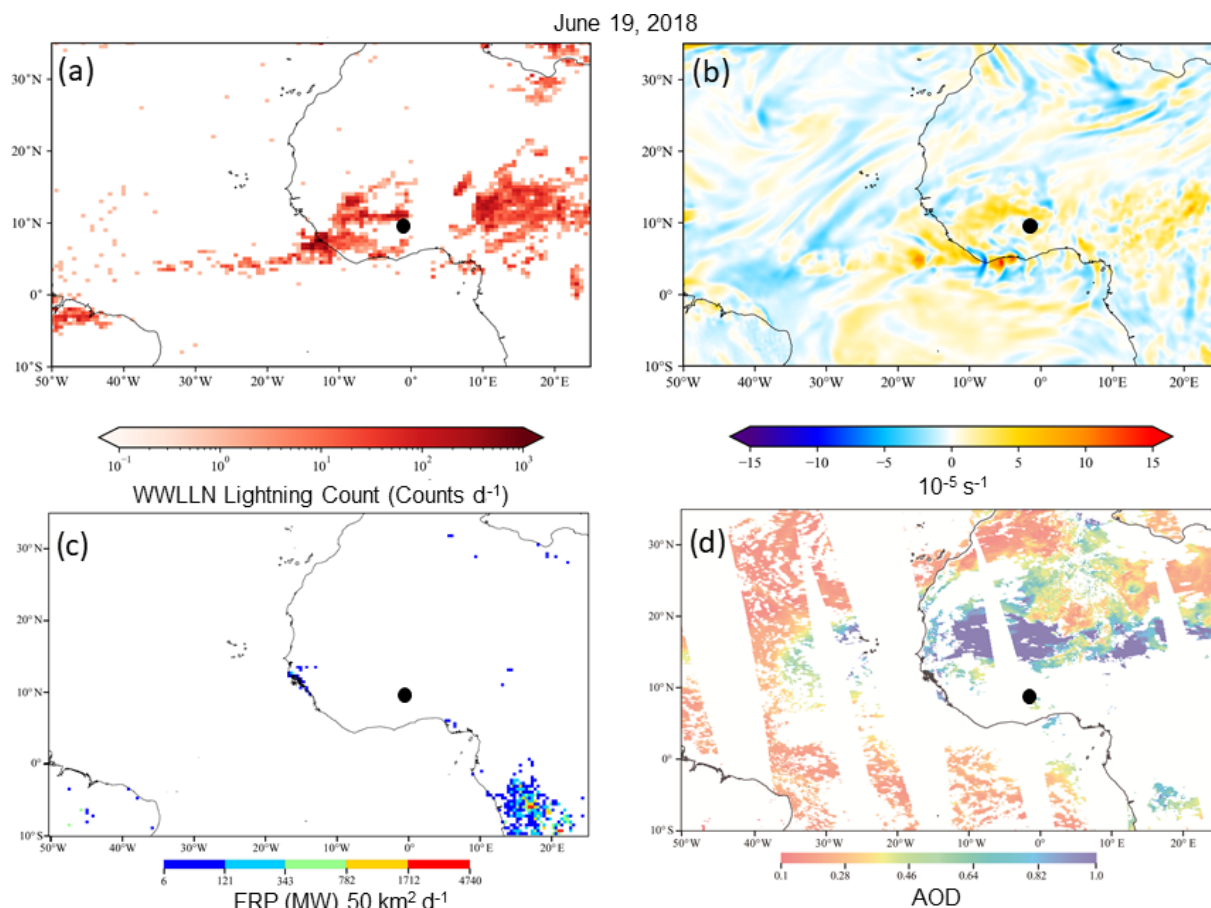 June 19, 2018
(a)
30°N
20°N
10°N
0°
10°S
50°W 40°W 30°W 20°W 10°W 0° 10°E 20°E
10⁻¹ 10⁰ 10¹ 10² 10³
WWLLN Lightning Count (Counts d⁻¹)
(b)
30°N
20°N
10°N
0°
10°S
50°W 40°W 30°W 20°W 10°W 0° 10°E 20°E
−15 −10 −5 0 5 10 15
10⁻⁵ s⁻¹
(c)
30°N
20°N
10°N
0°
10°S
50°W 40°W 30°W 20°W 10°W 0° 10°E 20°E
6 121 343 782 1712 4740
FRP (MW) 50 km² d⁻¹
(d)
30°N
20°N
10°N
0°
10°S
50°W 40°W 30°W 20°W 10°W 0° 10°E 20°E
0.1 0.28 0.46 0.64 0.82 1.0
AOD